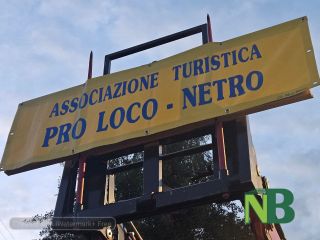 ASSOCIAZIONE TURISTICA
PRO LOCO - NETRO
NB